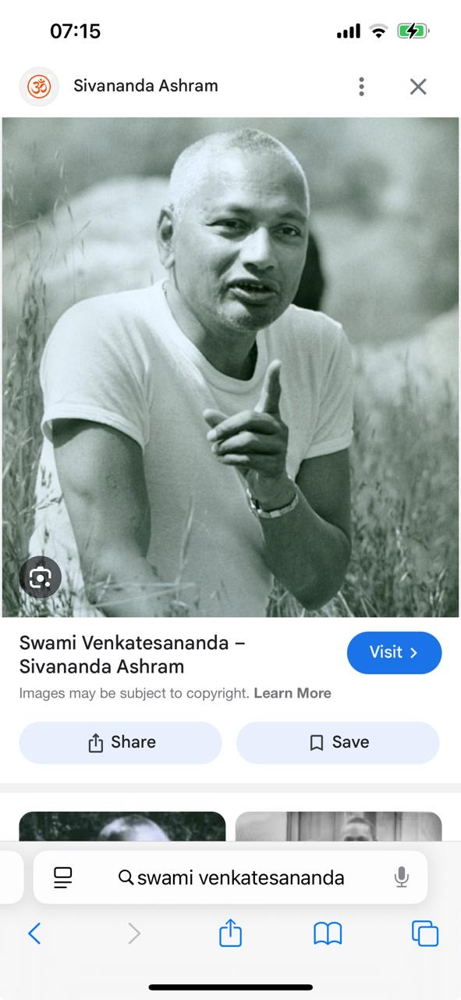 07:15
ॐ
Sivananda Ashram
Swami Venkatesananda –
Sivananda Ashram
Visit
Images may be subject to copyright. Learn More
Share
Save
swami venkatesananda